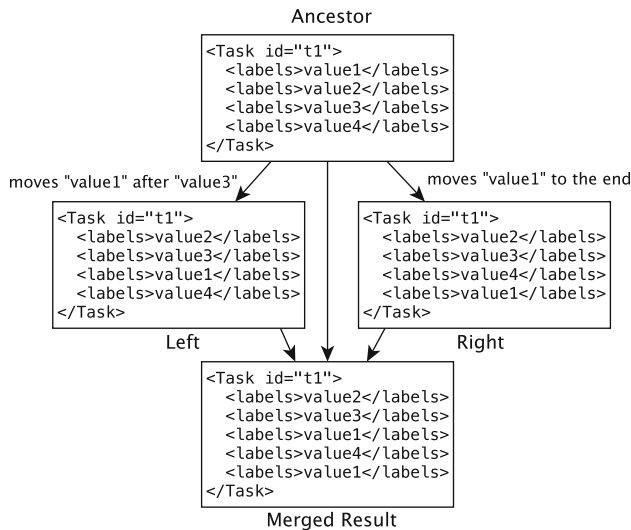 Ancestor
<Task id="t1">
  <labels>value1</labels>
  <labels>value2</labels>
  <labels>value3</labels>
  <labels>value4</labels>
</Task>
moves "value1" after "value3"
moves "value1" to the end
<Task id="t1">
  <labels>value2</labels>
  <labels>value3</labels>
  <labels>value1</labels>
  <labels>value4</labels>
</Task>
Left
<Task id="t1">
  <labels>value2</labels>
  <labels>value3</labels>
  <labels>value4</labels>
  <labels>value1</labels>
</Task>
Right
<Task id="t1">
  <labels>value2</labels>
  <labels>value3</labels>
  <labels>value1</labels>
  <labels>value4</labels>
  <labels>value1</labels>
</Task>
Merged Result